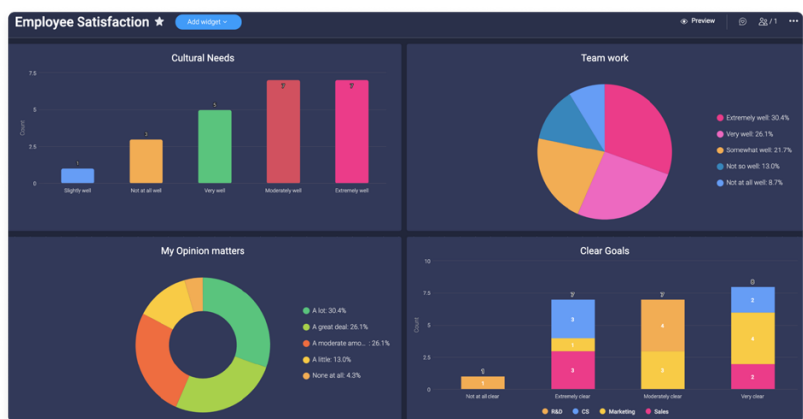 Employee Satisfaction
Add widget
Preview
/ 1
Cultural Needs
7.5
5
2.5
0
Count
1
3
5
7
7
Slightly well
Not at all well
Very well
Moderately well
Extremely well
Team work
Extremely well: 30.4%
Very well: 26.1%
Somewhat well: 21.7%
Not so well: 13.0%
Not at all well: 8.7%
My Opinion matters
A lot: 30.4%
A great deal: 26.1%
A moderate amo... : 26.1%
A little: 13.0%
None at all: 4.3%
Clear Goals
10
7.5
5
2.5
0
Count
1
3
1
3
4
3
2
4
2
Not at all clear
Extremely clear
Moderately clear
Very clear
R&D
CS
Marketing
Sales